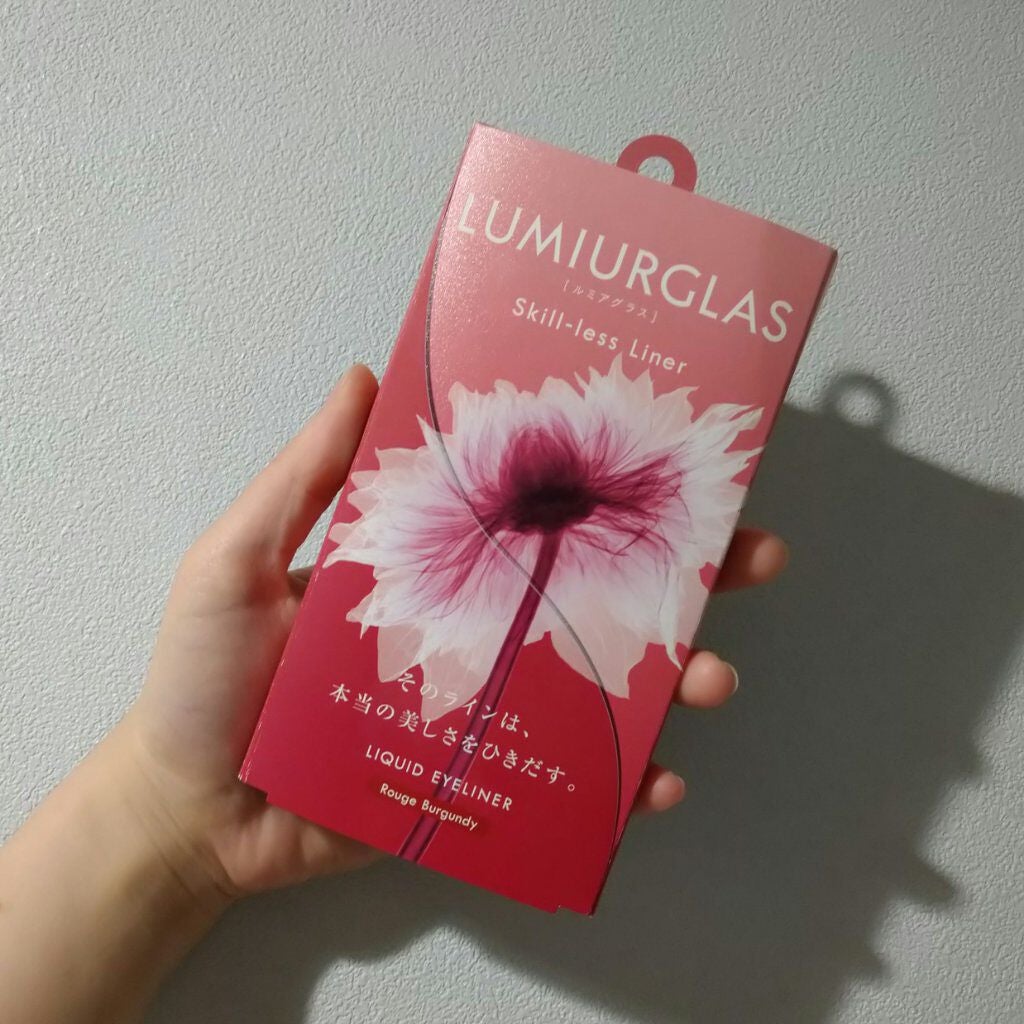 LUMIURGLAS
[ルミアグラス]
Skill-less Liner
そのラインは、
本当の美しさをひきだす。
LIQUID EYELINER
Rouge Burgundy